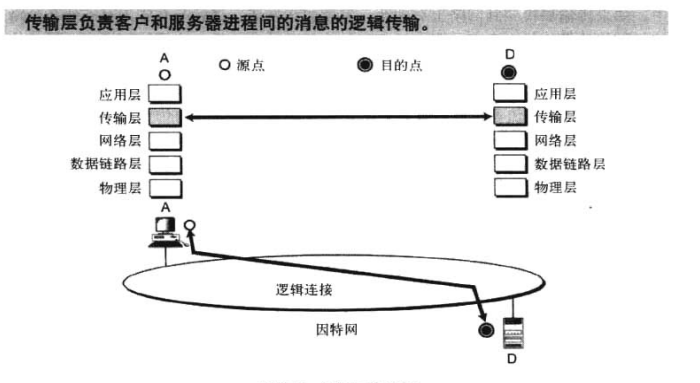 传输层负责客户和服务器进程间的消息的逻辑传输。
A
D
源点
目的点
应用层
应用层
传输层
传输层
网络层
网络层
数据链路层
数据链路层
物理层
物理层
A
逻辑连接
因特网
D